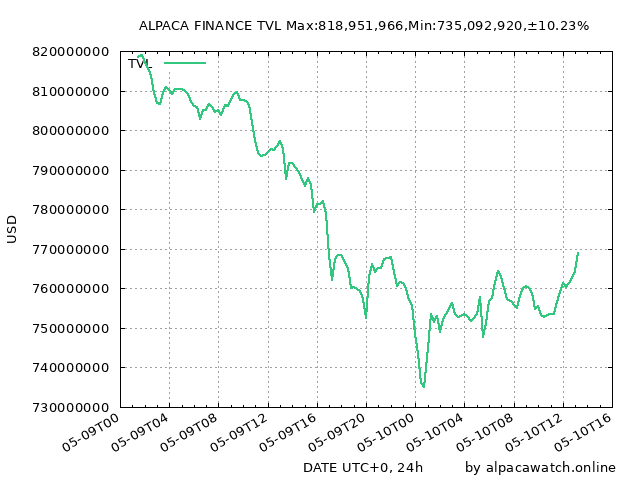 ALPACA FINANCE TVL Max:818,951,966,Min:735,092,920,±10.23%
820000000
TVL
810000000
800000000
790000000
780000000
USD
770000000
760000000
750000000
740000000
730000000
05-09T00
05-09T04
05-09T08
05-09T12
05-09T16
05-09T20
05-10T00
05-10T04
05-10T08
05-10T12
05-10T16
DATE UTC+0, 24h
by alpacawatch.online